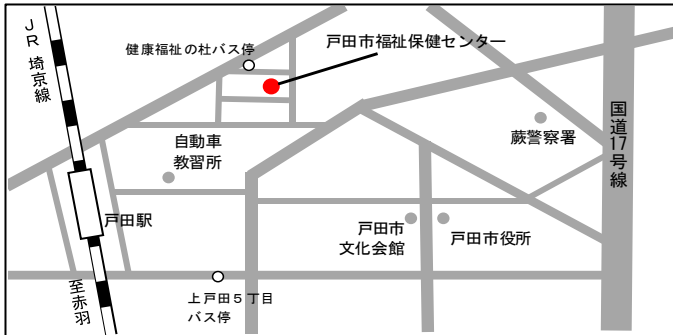 JR 埼京線
健康福祉の杜バス停
戸田市福祉保健センター
国道17号線
自動車
教習所
蕨警察署
戸田駅
戸田市
文化会館
戸田市役所
至赤羽
上戸田5丁目
バス停